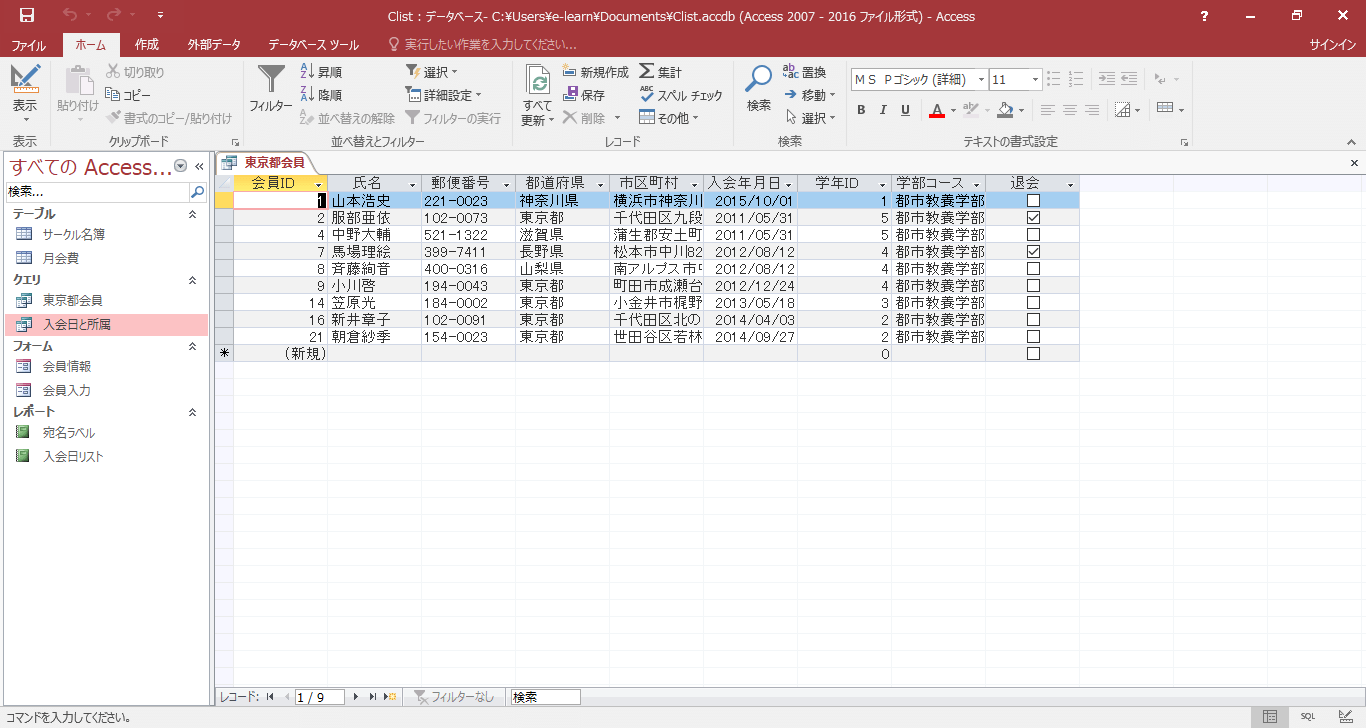 Clist : データベース- C:¥Users¥e-learn¥Documents¥Clist.accdb (Access 2007 - 2016 ファイル形式) - Access
ファイル ホーム 作成 外部データ データベース ツール 実行したい作業を入力してください... サインイン
表示
表示
貼り付け
切り取り
コピー
書式のコピー/貼り付け
クリップボード
フィルター
昇順
降順
並べ替えの解除
選択
詳細設定
フィルターの実行
並べ替えとフィルター
すべて
更新
新規作成
保存
削除
集計
スペル チェック
その他
レコード
検索
置換
移動
選択
検索
MS Pゴシック (詳細) 11
B I U A
テキストの書式設定
すべての Access...
検索...
テーブル
サークル名簿
月会費
クエリ
東京都会員
入会日と所属
フォーム
会員情報
会員入力
レポート
宛名ラベル
入会日リスト
東京都会員
会員ID 氏名 郵便番号 都道府県 市区町村 入会年月日 学年ID 学部コース 退会
1 山本浩史 221-0023 神奈川県 横浜市神奈川 2015/10/01 1 都市教養学部
2 服部亜依 102-0073 東京都 千代田区九段 2011/05/31 5 都市教養学部
4 中野大輔 521-1322 滋賀県 蒲生郡安土町 2011/05/31 5 都市教養学部
7 馬場理絵 399-7411 長野県 松本市中川82 2012/08/12 4 都市教養学部
8 斉藤絢音 400-0316 山梨県 南アルプス市 2012/08/12 4 都市教養学部
9 小川啓 194-0043 東京都 町田市成瀬台 2012/12/24 4 都市教養学部
14 笠原光 184-0002 東京都 小金井市梶野 2013/05/18 3 都市教養学部
16 新井章子 102-0091 東京都 千代田区北の 2014/04/03 2 都市教養学部
21 朝倉紗季 154-0023 東京都 世田谷区若林 2014/09/27 2 都市教養学部
* (新規) 0
レコード: 1 / 9 フィルターなし 検索
コマンドを入力してください。 SQL